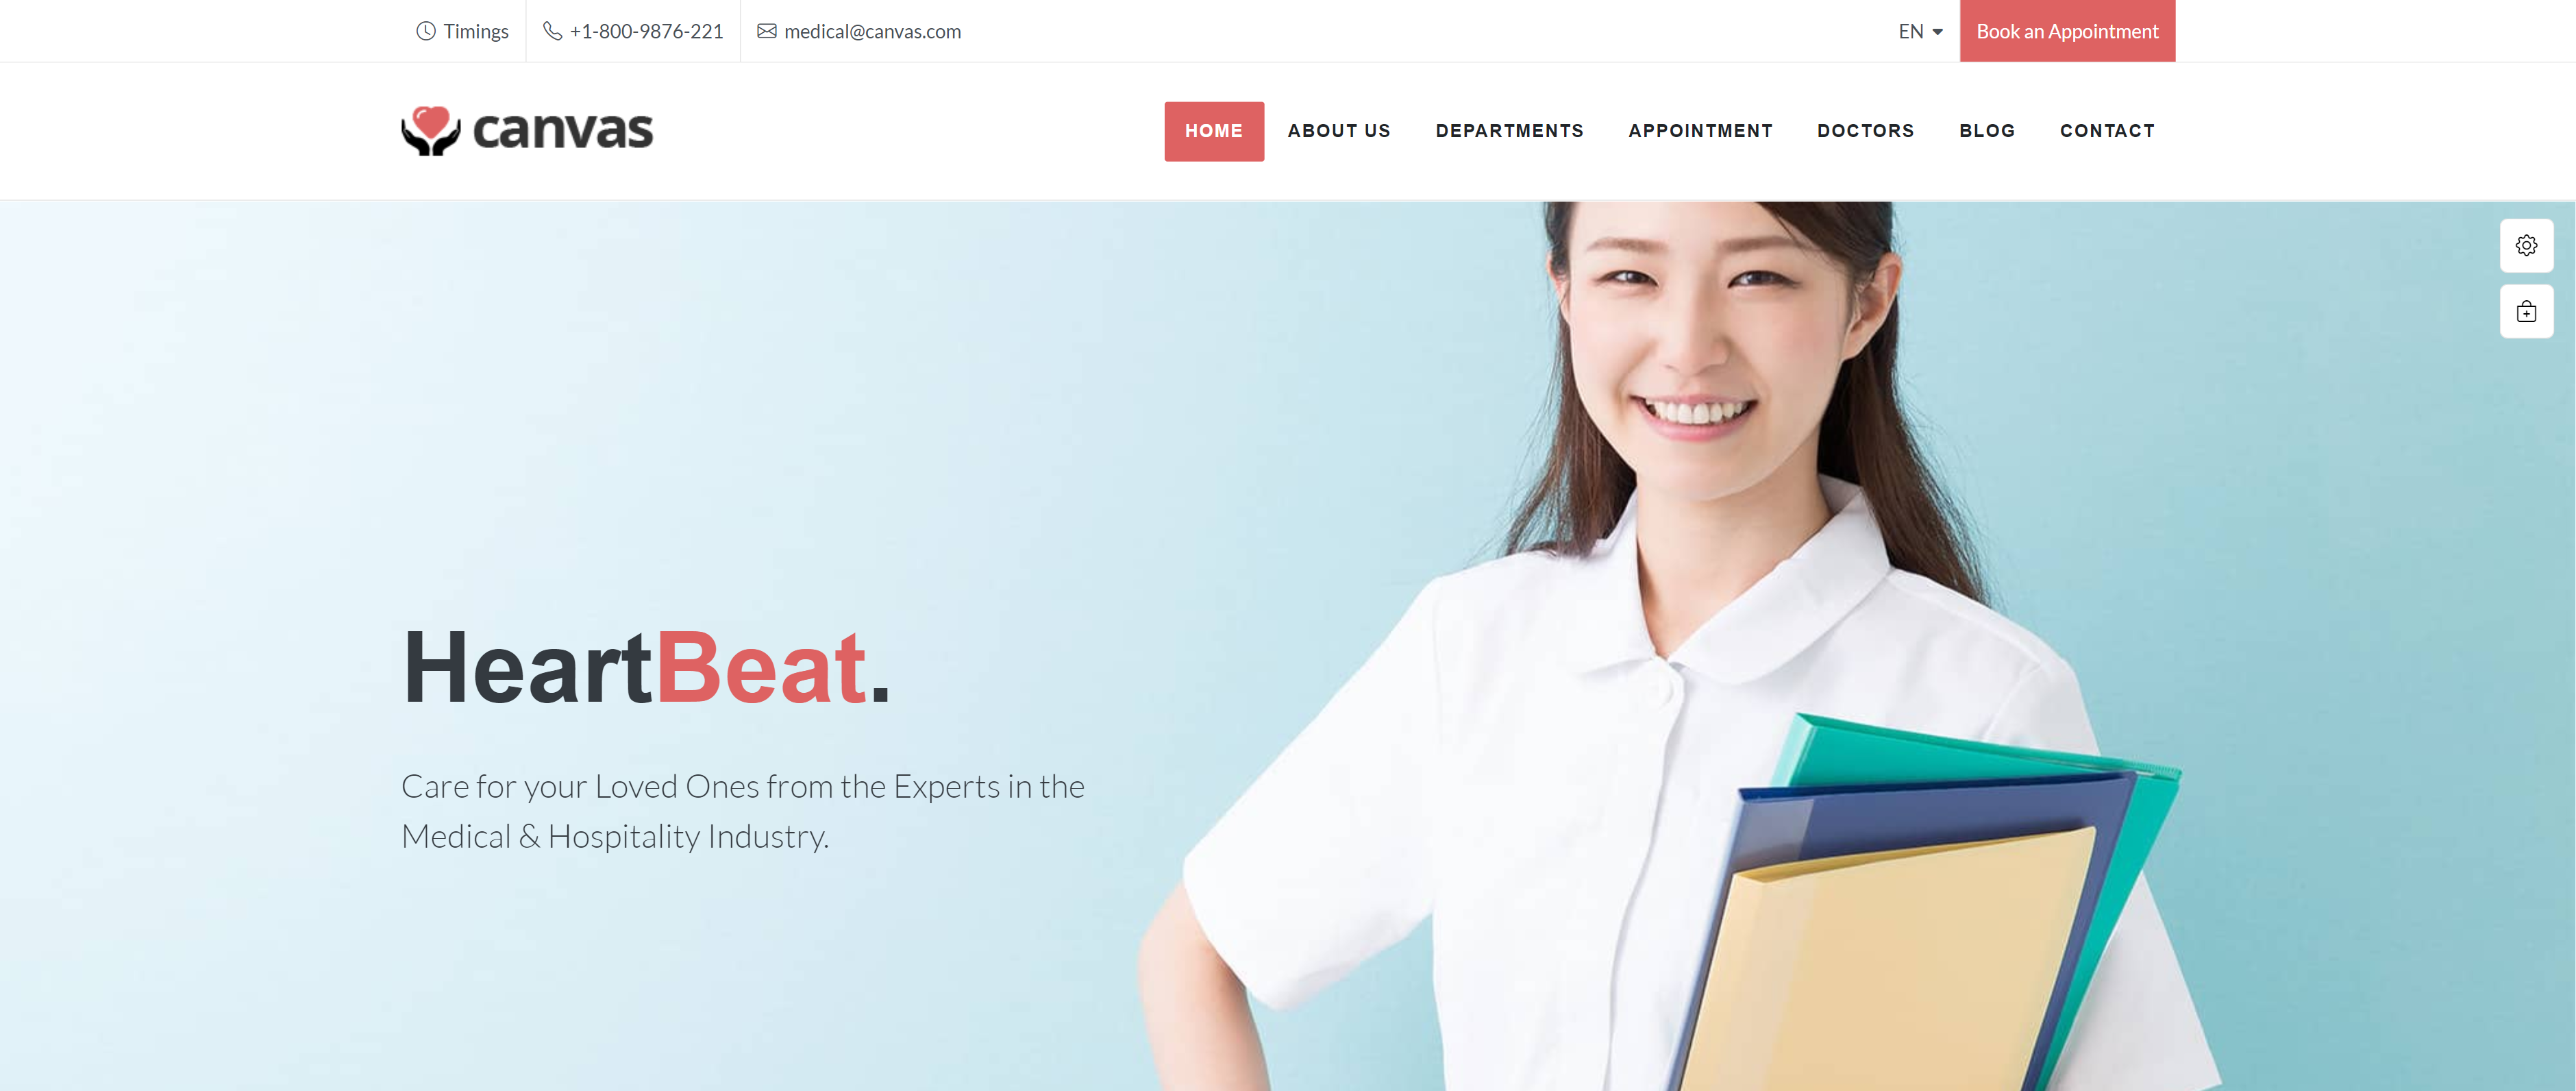 Timings
+1-800-9876-221
medical@canvas.com
EN
Book an Appointment
canvas
HOME
ABOUT US
DEPARTMENTS
APPOINTMENT
DOCTORS
BLOG
CONTACT
HeartBeat.
Care for your Loved Ones from the Experts in the
Medical & Hospitality Industry.